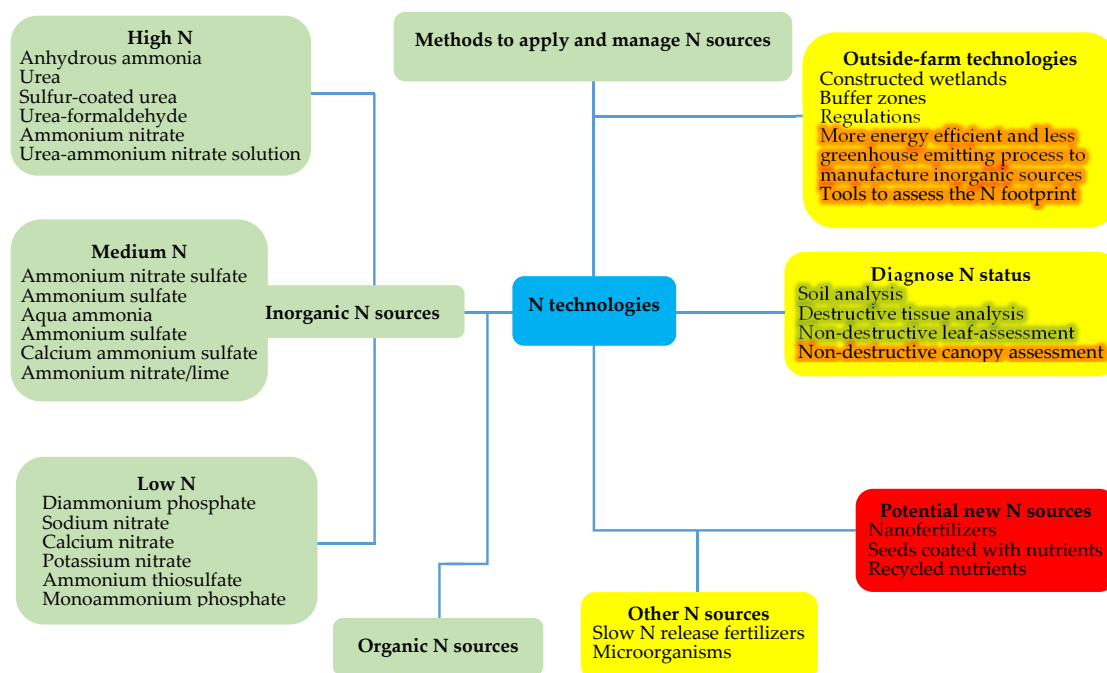 High N
Anhydrous ammonia
Urea
Sulfur-coated urea
Urea-formaldehyde
Ammonium nitrate
Urea-ammonium nitrate solution
Methods to apply and manage N sources
Outside-farm technologies
Constructed wetlands
Buffer zones
Regulations
More energy efficient and less
greenhouse emitting process to
manufacture inorganic sources
Tools to assess the N footprint
Medium N
Ammonium nitrate sulfate
Ammonium sulfate
Aqua ammonia
Ammonium sulfate
Calcium ammonium sulfate
Ammonium nitrate/lime
Inorganic N sources
N technologies
Diagnose N status
Soil analysis
Destructive tissue analysis
Non-destructive leaf-assessment
Non-destructive canopy assessment
Low N
Diammonium phosphate
Sodium nitrate
Calcium nitrate
Potassium nitrate
Ammonium thiosulfate
Monoammonium phosphate
Organic N sources
Other N sources
Slow N release fertilizers
Microorganisms
Potential new N sources
Nanofertilizers
Seeds coated with nutrients
Recycled nutrients